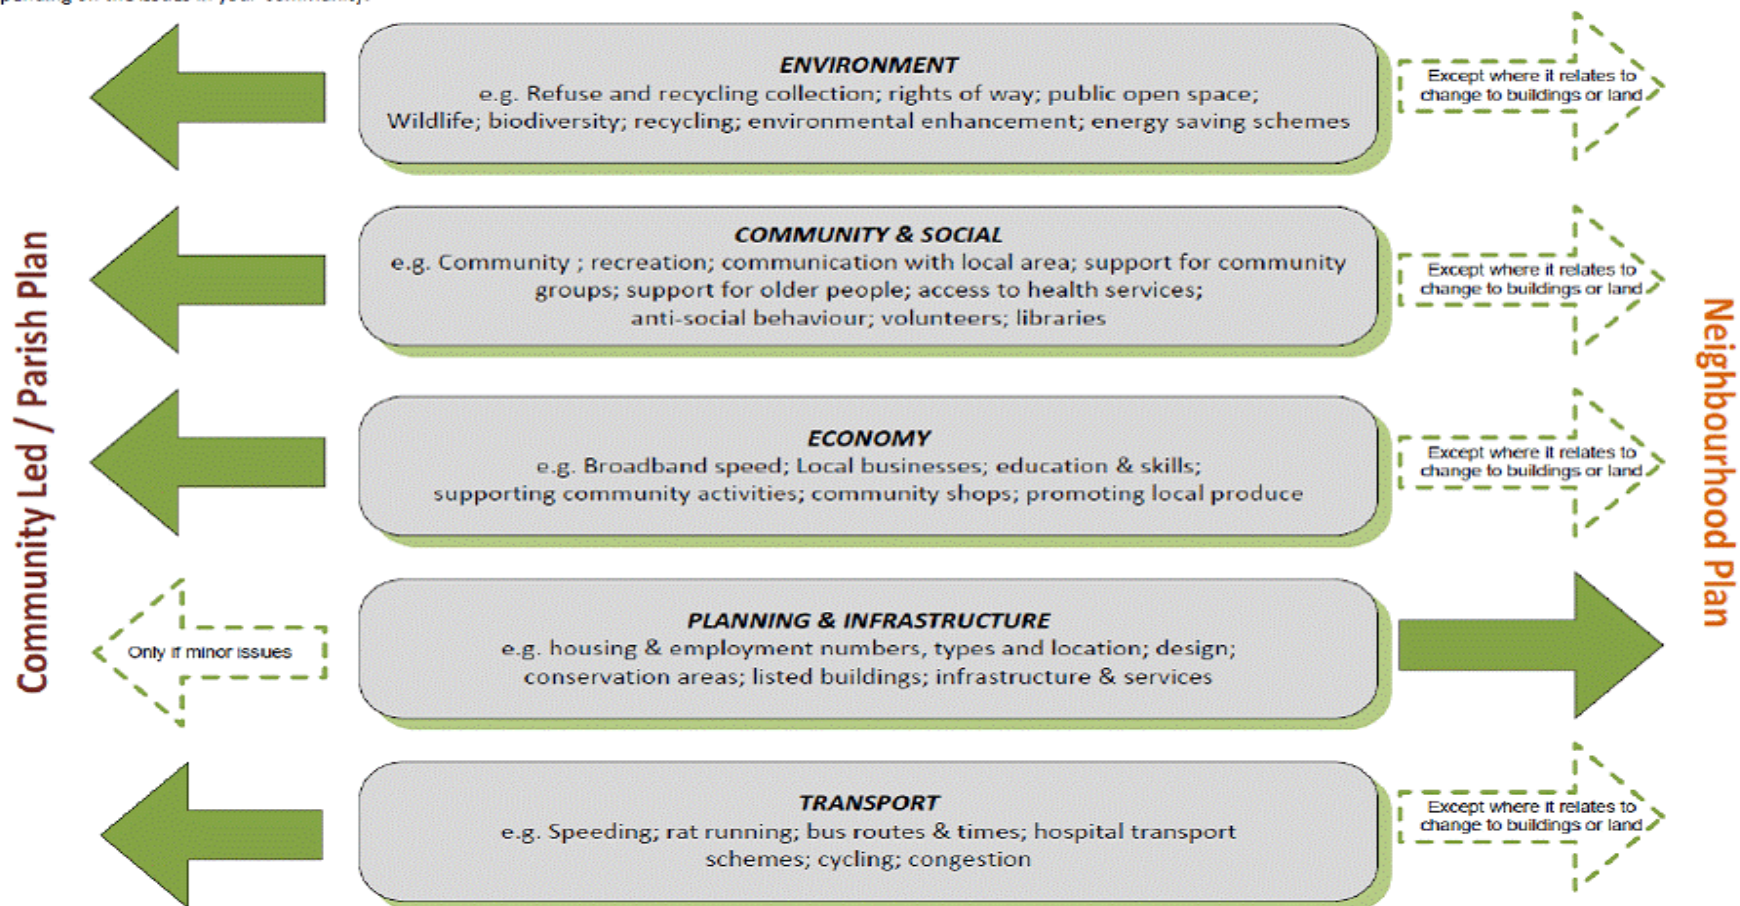 ENVIRONMENT
e.g. Refuse and recycling collection; rights of way; public open space;
Wildlife; biodiversity; recycling; environmental enhancement; energy saving schemes
Except where it relates to
change to buildings or land
COMMUNITY & SOCIAL
e.g. Community ; recreation; communication with local area; support for community
groups; support for older people; access to health services;
anti-social behaviour; volunteers; libraries
Except where it relates to
change to buildings or land
Community Led / Parish Plan
Neighbourhood Plan
ECONOMY
e.g. Broadband speed; Local businesses; education & skills;
supporting community activities; community shops; promoting local produce
Except where it relates to
change to buildings or land
Only if minor issues
PLANNING & INFRASTRUCTURE
e.g. housing & employment numbers, types and location; design;
conservation areas; listed buildings; infrastructure & services
TRANSPORT
e.g. Speeding; rat running; bus routes & times; hospital transport
schemes; cycling; congestion
Except where it relates to
change to buildings or land